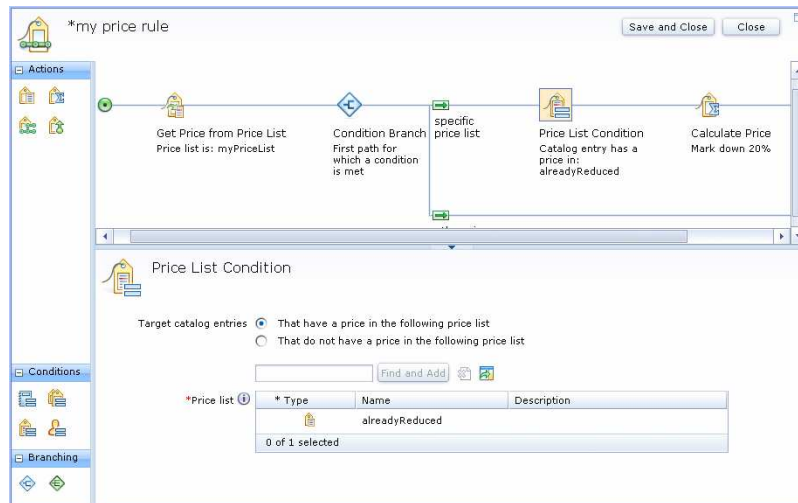 *my price rule
Save and Close
Close
Actions
Get Price from Price List
Price list is: myPriceList
Condition Branch
First path for
which a condition
is met
specific
price list
Price List Condition
Catalog entry has a
price in:
alreadyReduced
Calculate Price
Mark down 20%
Price List Condition
Target catalog entries
That have a price in the following price list
That do not have a price in the following price list
Find and Add
Conditions
*Price list
* Type
Name
Description
alreadyReduced
0 of 1 selected
Branching